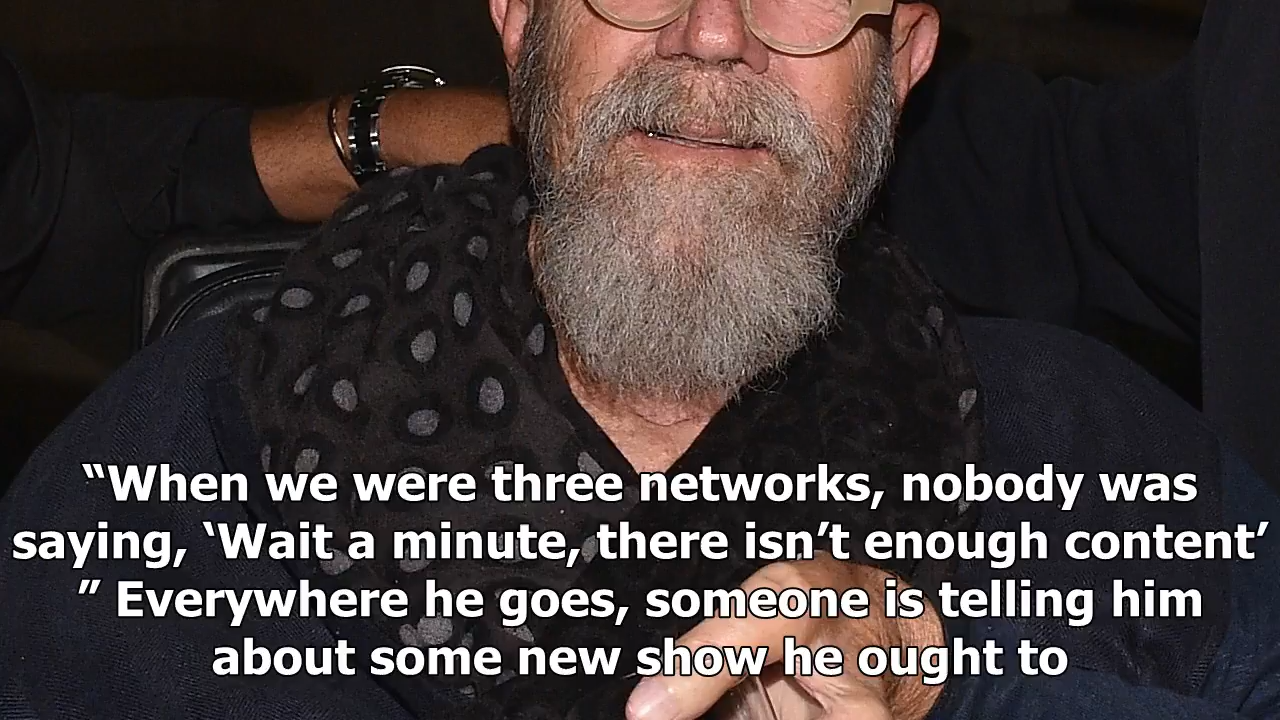 “When we were three networks, nobody was
saying, ‘Wait a minute, there isn’t enough content’
” Everywhere he goes, someone is telling him
about some new show he ought to